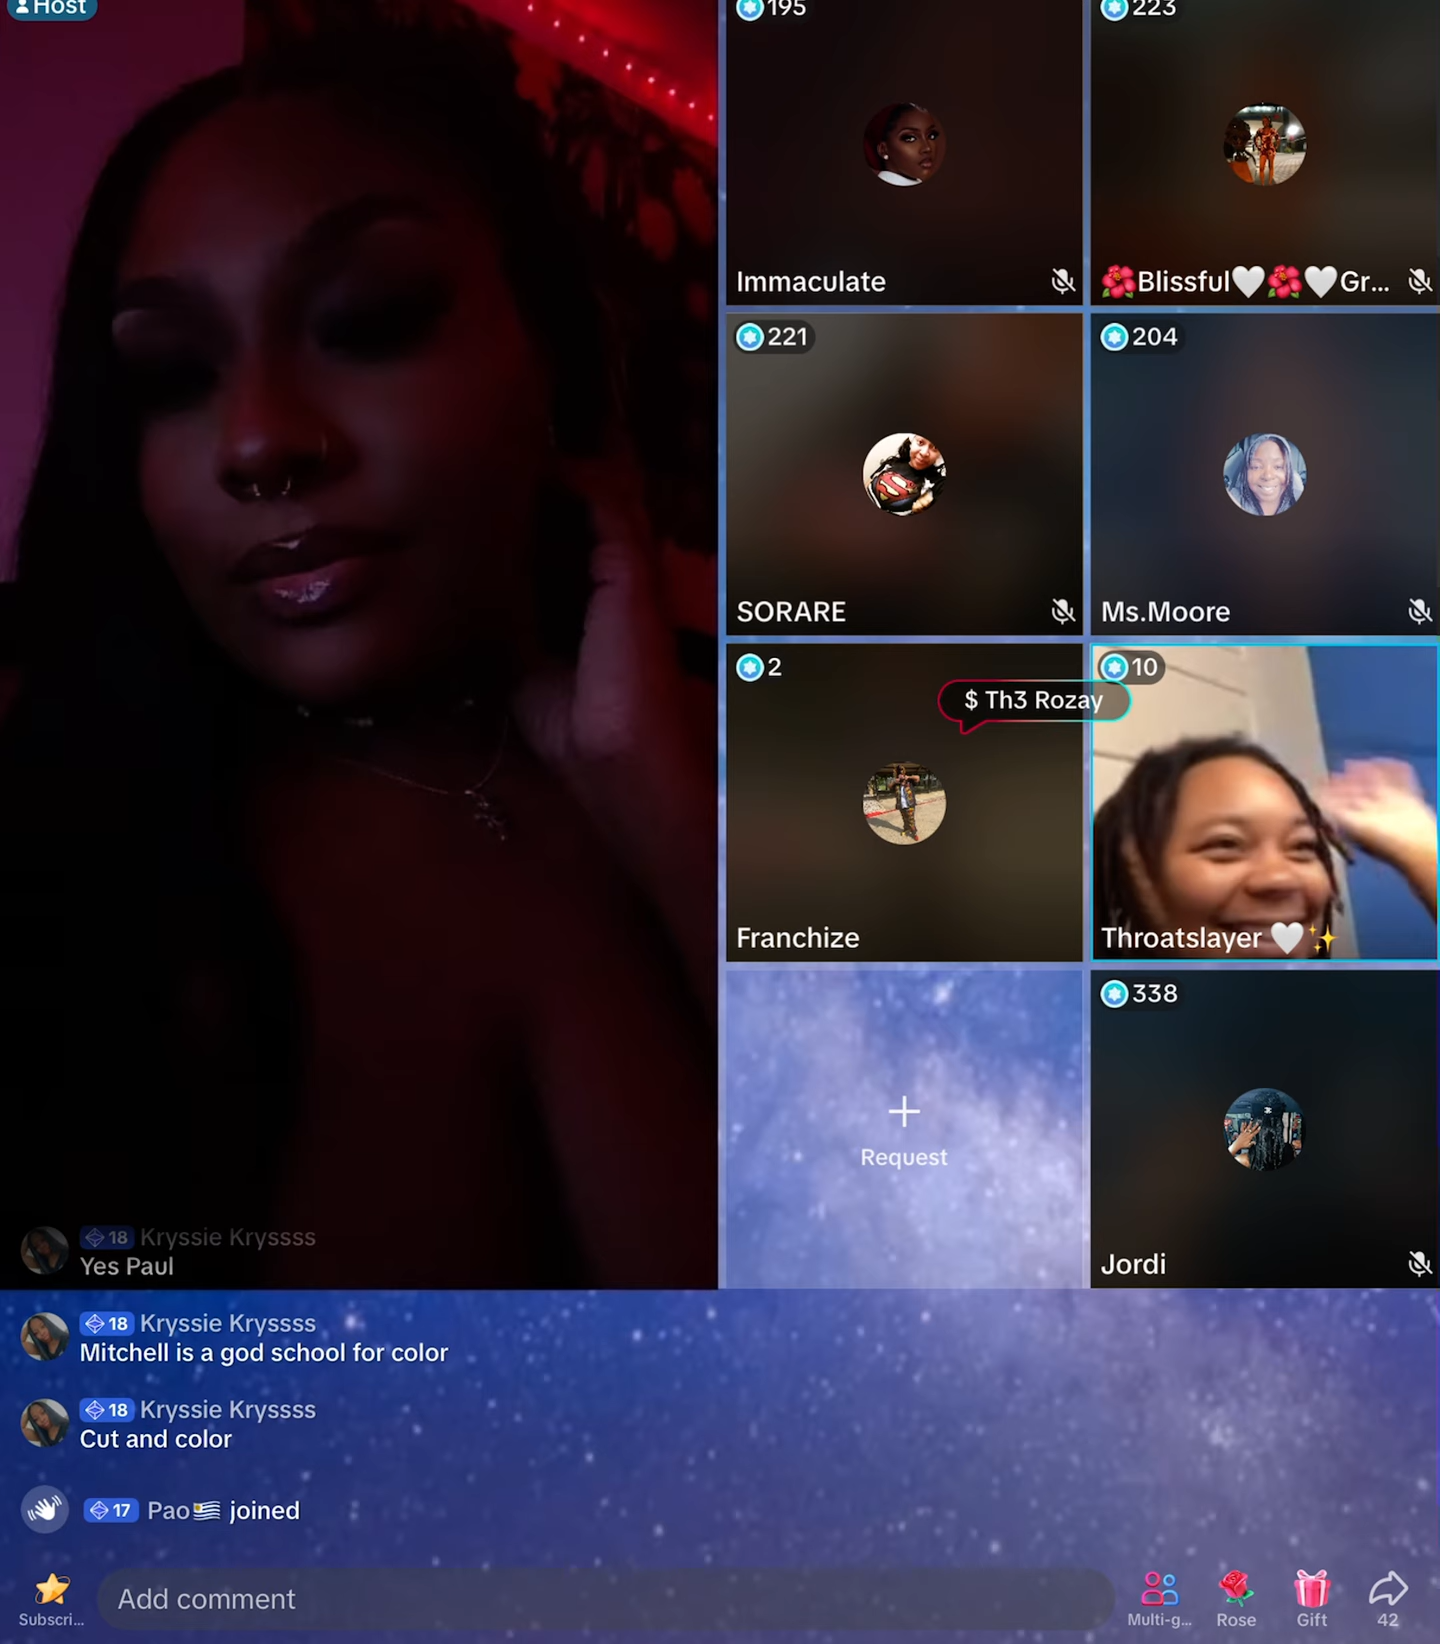 Host
195
223
Immaculate
🌺Blissful🤍🌺🤍Gr...
221
204
SORARE
Ms.Moore
2
10
$ Th3 Rozay
Franchize
Throatslayer 🤍✨
338
Request
Jordi
18 Kryssie Kryssss
Yes Paul
18 Kryssie Kryssss
Mitchell is a god school for color
18 Kryssie Kryssss
Cut and color
17 Pao🇺🇾 joined
Add comment
Subscri...
Multi-g...
Rose
Gift
42